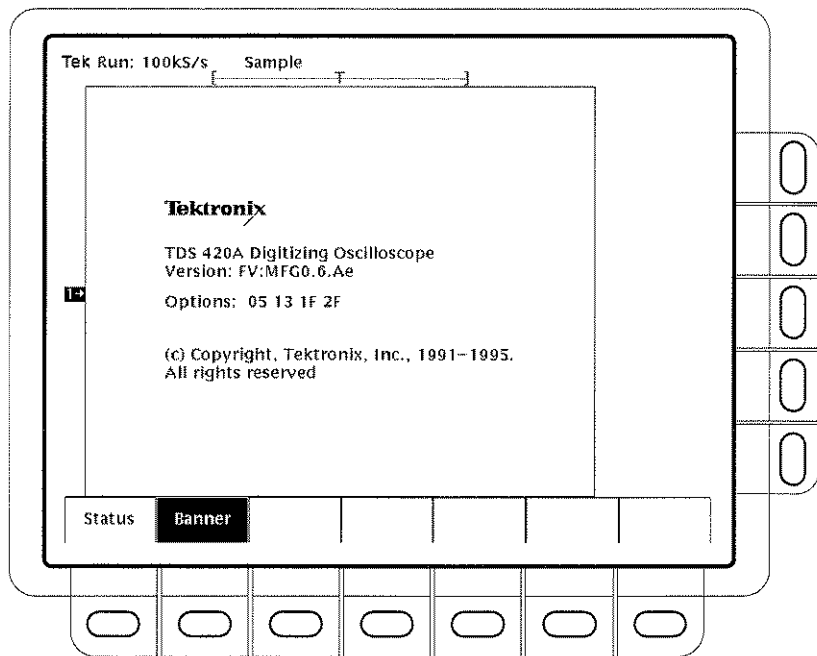 Tek Run: 100kS/s Sample
[ T ]
Tektronix
TDS 420A Digitizing Oscilloscope
Version: FV:MFG0.6.Ae
1→
Options: 05 13 1F 2F
(c) Copyright, Tektronix, Inc., 1991–1995.
All rights reserved
Status Banner